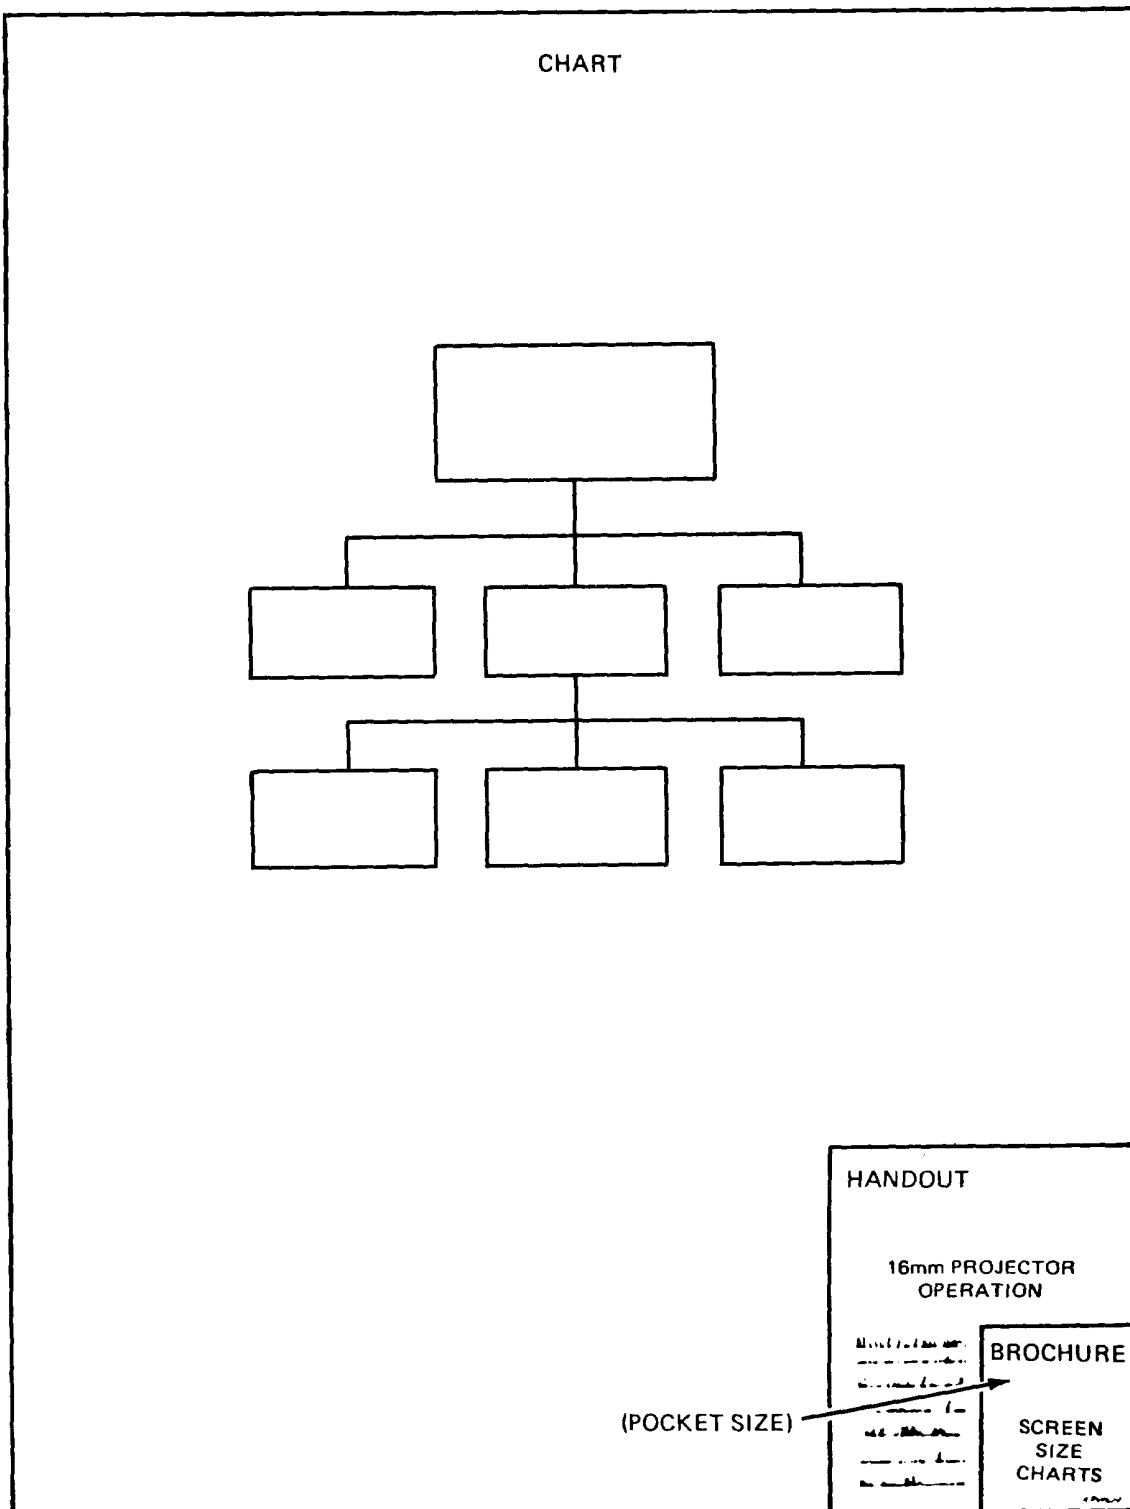 CHART
HANDOUT
16mm PROJECTOR
OPERATION
BROCHURE
(POCKET SIZE)
SCREEN
SIZE
CHARTS